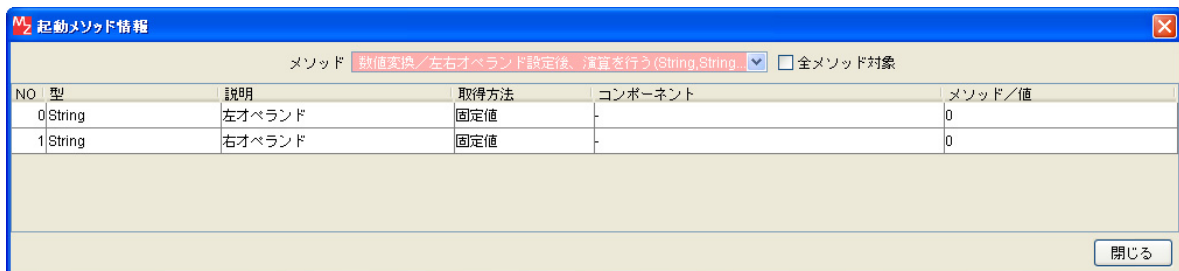 MZ 起動メソッド情報
メソッド 数値変換／左右オペランド設定後、演算を行う(String,String... 全メソッド対象
NO 型 説明 取得方法 コンポーネント メソッド／値
0 String 左オペランド 固定値 - 0
1 String 右オペランド 固定値 - 0
閉じる